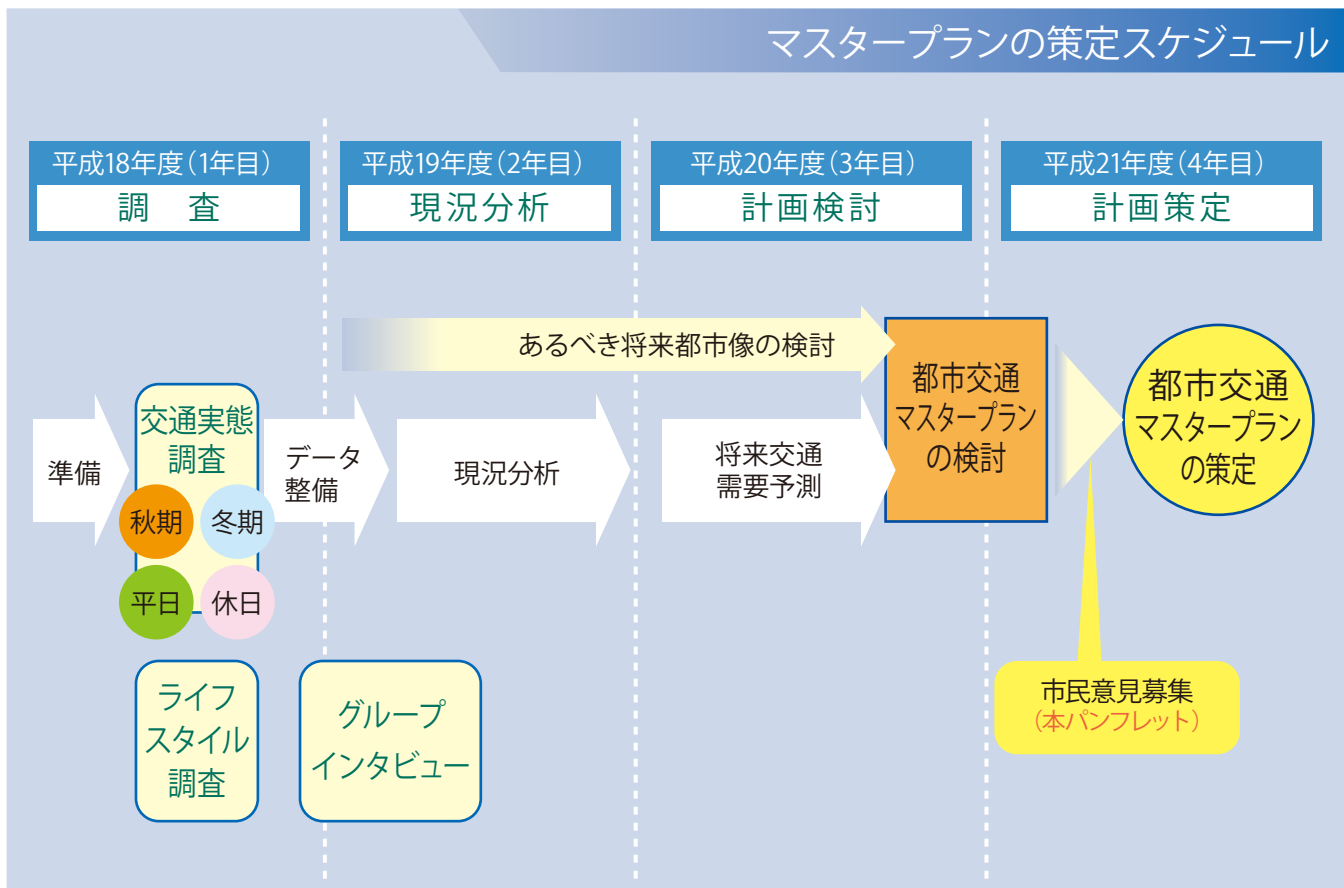 マスタープランの策定スケジュール
平成18年度（1年目）
調　査
平成19年度（2年目）
現況分析
平成20年度（3年目）
計画検討
平成21年度（4年目）
計画策定
あるべき将来都市像の検討
準備
交通実態
調査
秋期
冬期
平日
休日
データ
整備
現況分析
将来交通
需要予測
都市交通
マスタープラン
の検討
都市交通
マスタープラン
の策定
ライフ
スタイル
調査
グループ
インタビュー
市民意見募集
（本パンフレット）